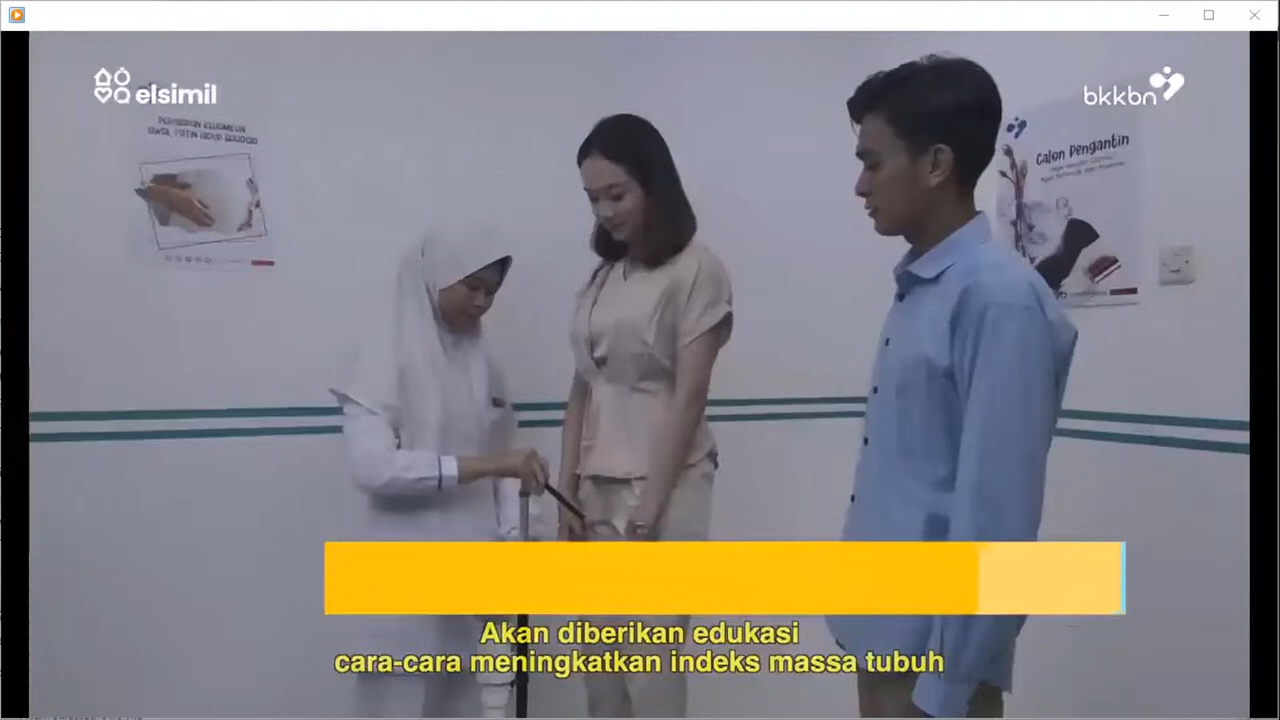 elsimil
bkkbn
Calon Pengantin
Akan diberikan edukasi
cara-cara meningkatkan indeks massa tubuh